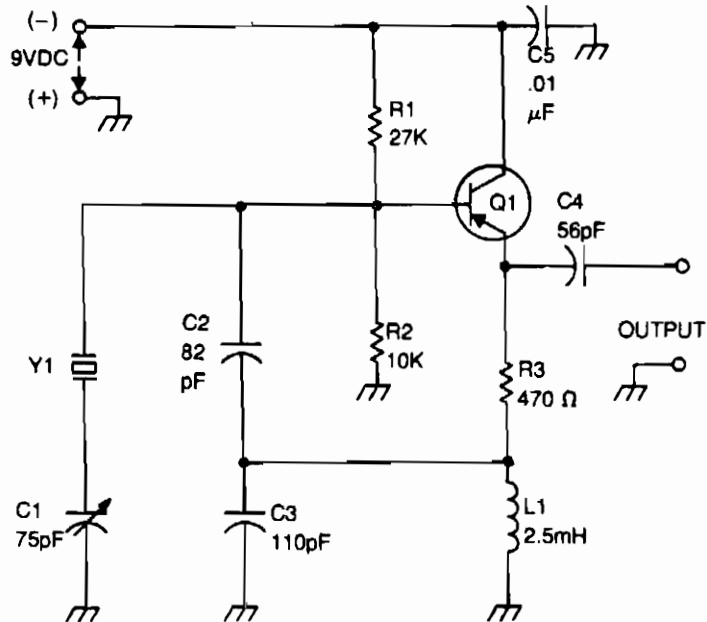 (−)
9VDC
(+)
C5
.01
µF
R1
27K
Q1
C4
56pF
C2
82
pF
R2
10K
Y1
OUTPUT
R3
470 Ω
C1
75pF
C3
110pF
L1
2.5mH